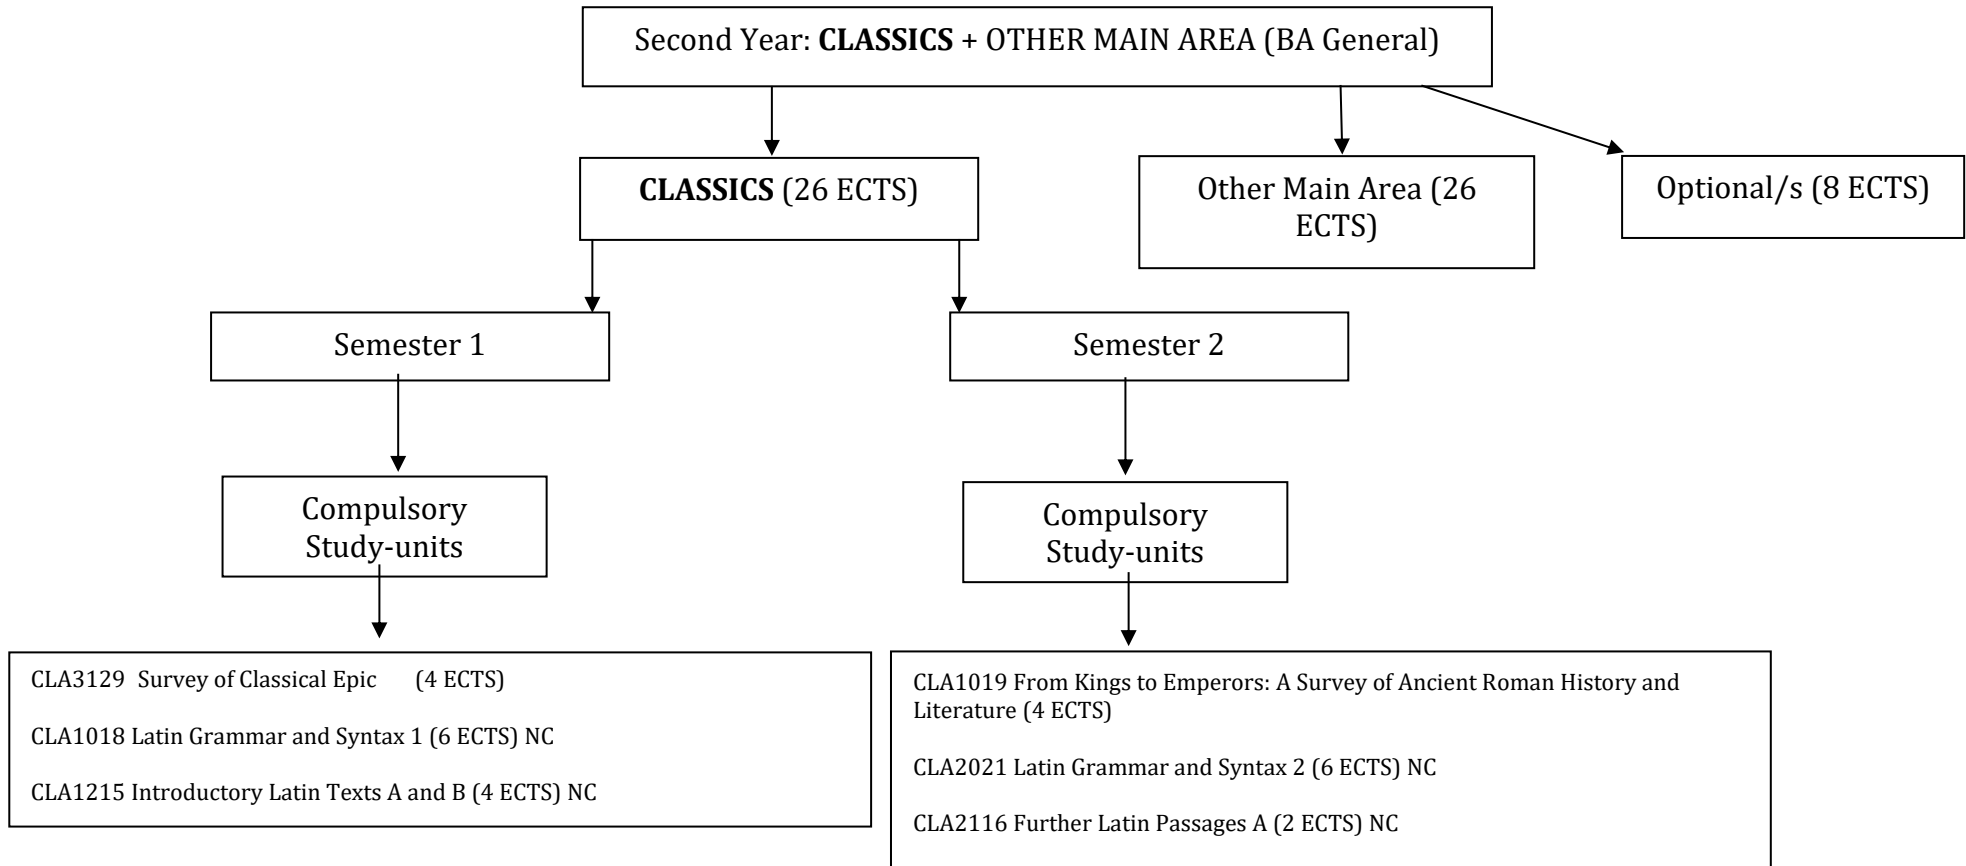 Second Year: CLASSICS + OTHER MAIN AREA (BA General)
CLASSICS (26 ECTS)
Other Main Area (26
ECTS)
Optional/s (8 ECTS)
Semester 1
Semester 2
Compulsory
Study-units
Compulsory
Study-units
CLA3129 Survey of Classical Epic (4 ECTS)
CLA1018 Latin Grammar and Syntax 1 (6 ECTS) NC
CLA1215 Introductory Latin Texts A and B (4 ECTS) NC
CLA1019 From Kings to Emperors: A Survey of Ancient Roman History and
Literature (4 ECTS)
CLA2021 Latin Grammar and Syntax 2 (6 ECTS) NC
CLA2116 Further Latin Passages A (2 ECTS) NC